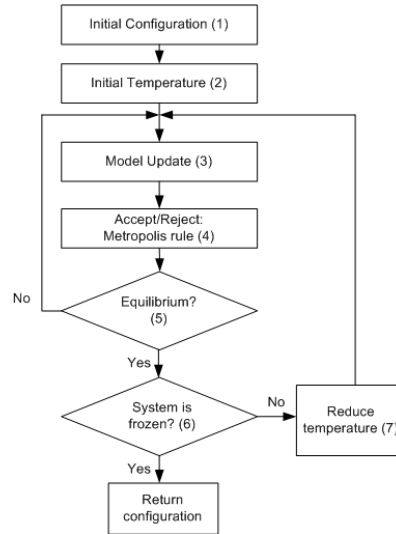 Initial Configuration (1)
Initial Temperature (2)
Model Update (3)
Accept/Reject:
Metropolis rule (4)
No
Equilibrium?
(5)
Yes
System is
frozen? (6)
No
Reduce
temperature (7)
Yes
Return
configuration